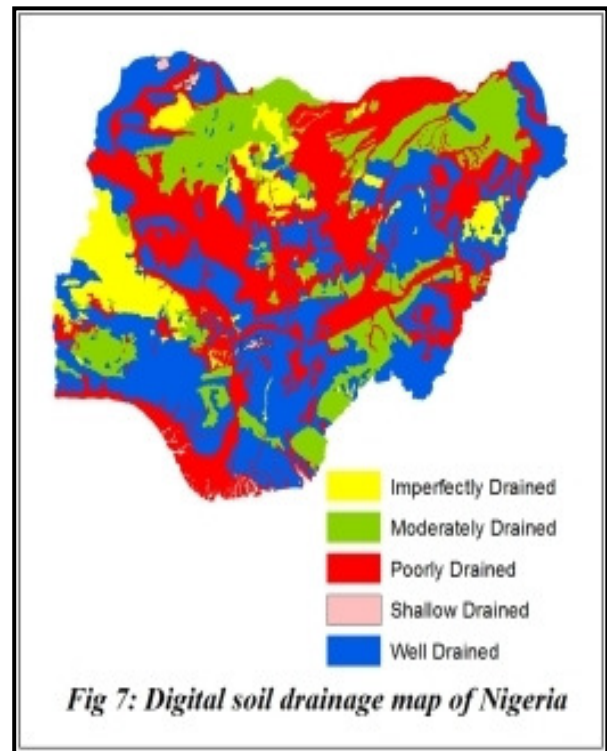 Imperfectly Drained
Moderately Drained
Poorly Drained
Shallow Drained
Well Drained
Fig 7: Digital soil drainage map of Nigeria